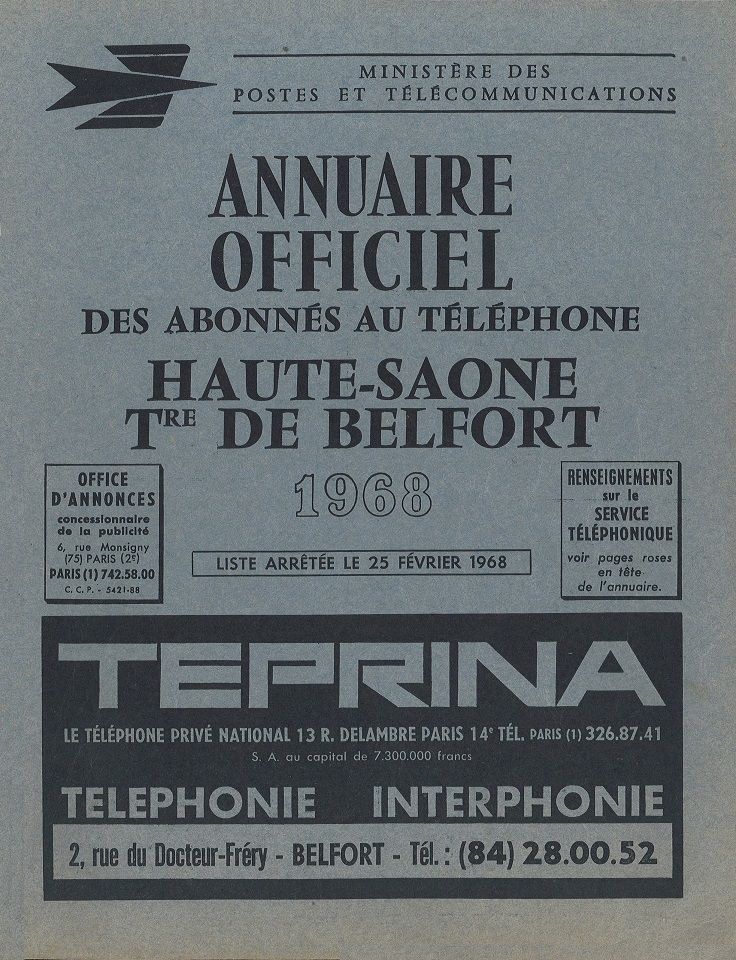 MINISTÈRE DES
POSTES ET TÉLÉCOMMUNICATIONS
ANNUAIRE
OFFICIEL
DES ABONNÉS AU TÉLÉPHONE
HAUTE-SAONE
TRE DE BELFORT
1968
LISTE ARRÊTÉE LE 25 FÉVRIER 1968
OFFICE
D'ANNONCES
concessionnaire
de la publicité
6, rue Monsigny
(75) PARIS (2e)
PARIS (1) 742.58.00
C. C. P. - 5421-88
RENSEIGNEMENTS
sur le
SERVICE
TÉLÉPHONIQUE
voir pages roses
en tête
de l'annuaire.
TEPRINA
LE TÉLÉPHONE PRIVÉ NATIONAL 13 R. DELAMBRE PARIS 14e TÉL. PARIS (1) 326.87.41
S. A. au capital de 7.300.000 francs
TELEPHONIE INTERPHONIE
2, rue du Docteur-Fréry - BELFORT - Tél. : (84) 28.00.52